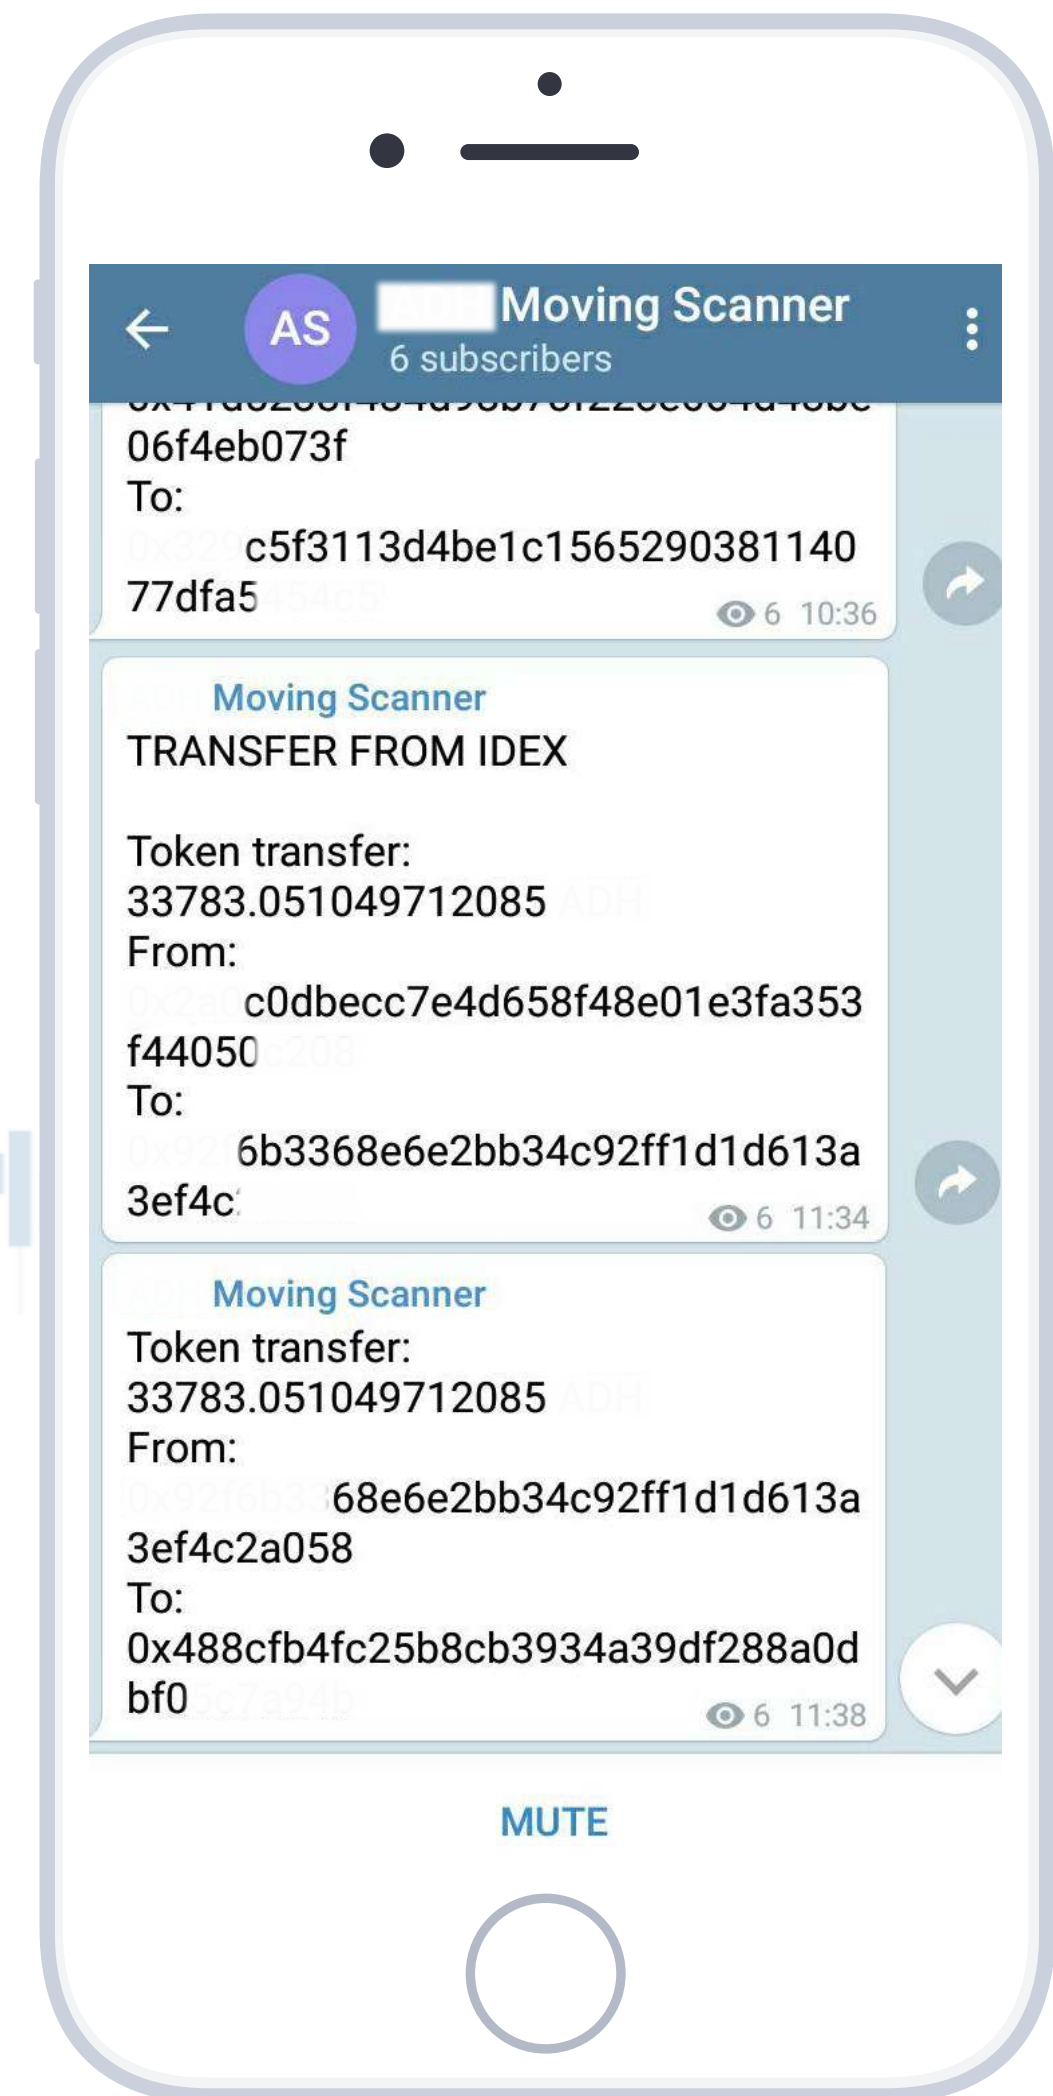 AS
Moving Scanner
6 subscribers
06f4eb073f
To:
c5f3113d4be1c1565290381140
77dfa5
6 10:36
Moving Scanner
TRANSFER FROM IDEX
Token transfer:
33783.051049712085 ADH
From:
c0dbecc7e4d658f48e01e3fa353
f44050
To:
6b3368e6e2bb34c92ff1d1d613a
3ef4c
6 11:34
Moving Scanner
Token transfer:
33783.051049712085 ADH
From:
68e6e2bb34c92ff1d1d613a
3ef4c2a058
To:
0x488cfb4fc25b8cb3934a39df288a0d
bf0
6 11:38
MUTE